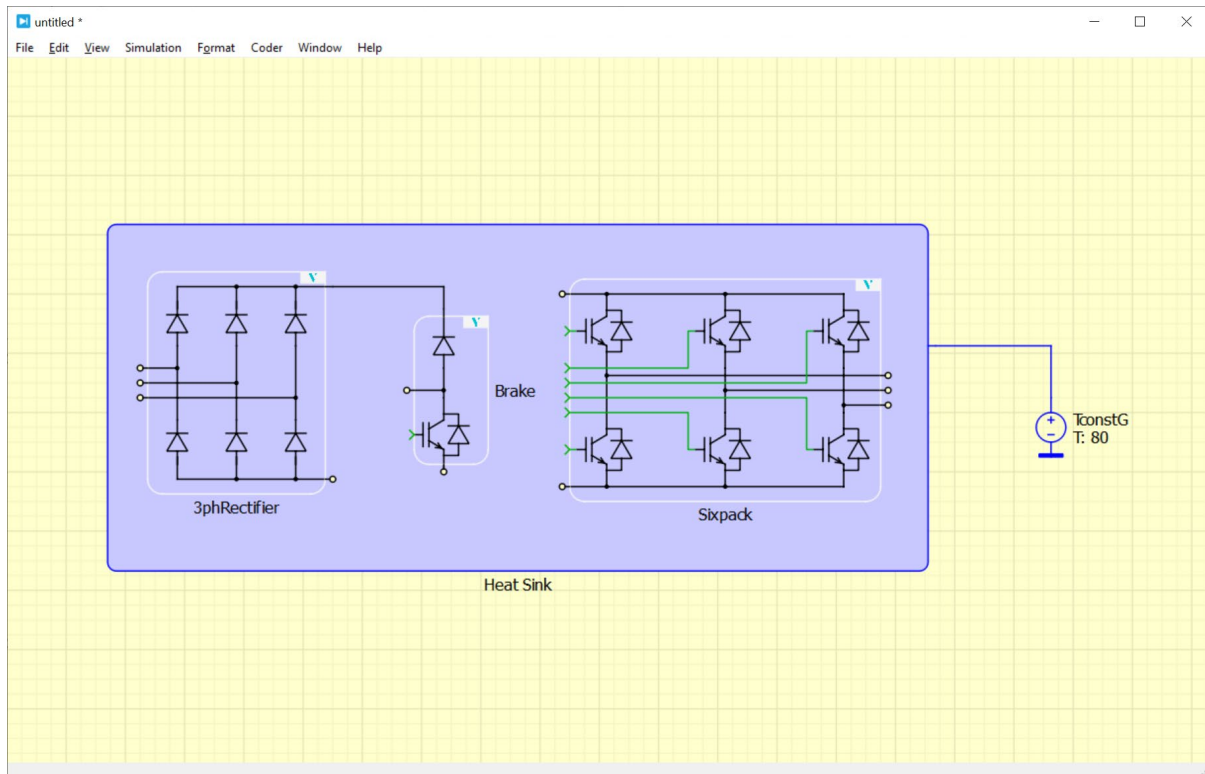 untitled *
File Edit View Simulation Format Coder Window Help
V
V
V
Brake
TconstG
T: 80
3phRectifier
Sixpack
Heat Sink